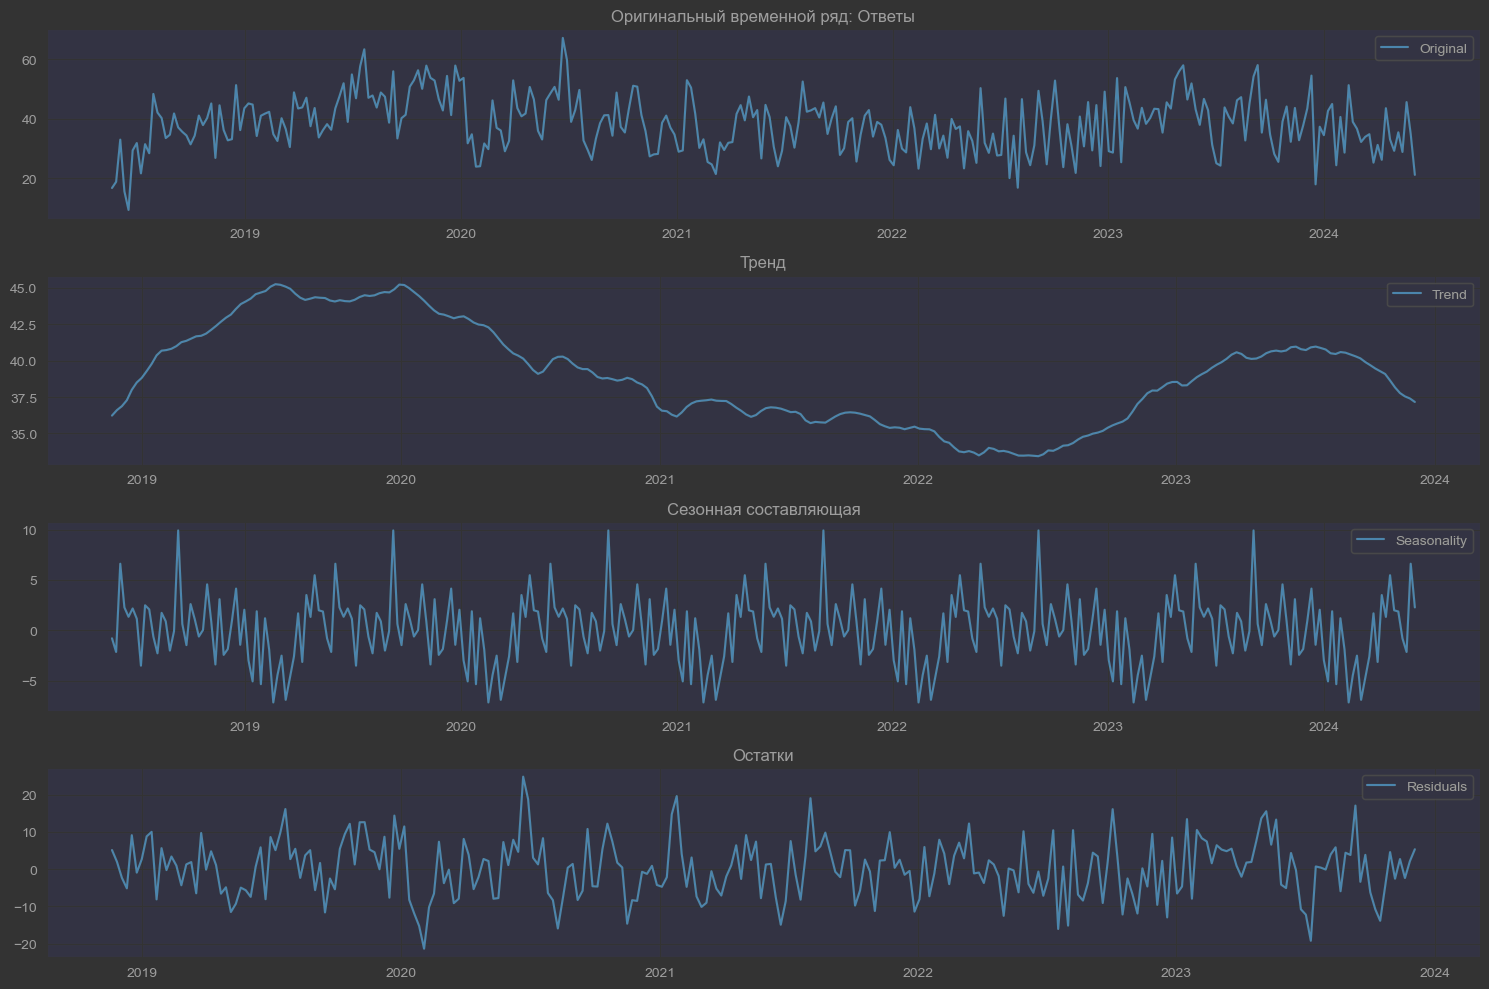 Оригинальный временной ряд: Ответы
Original
60
40
20
2019 2020 2021 2022 2023 2024
Тренд
Trend
45.0
42.5
40.0
37.5
35.0
2019 2020 2021 2022 2023 2024
Сезонная составляющая
Seasonality
10
5
0
−5
2019 2020 2021 2022 2023 2024
Остатки
Residuals
20
10
0
−10
−20
2019 2020 2021 2022 2023 2024